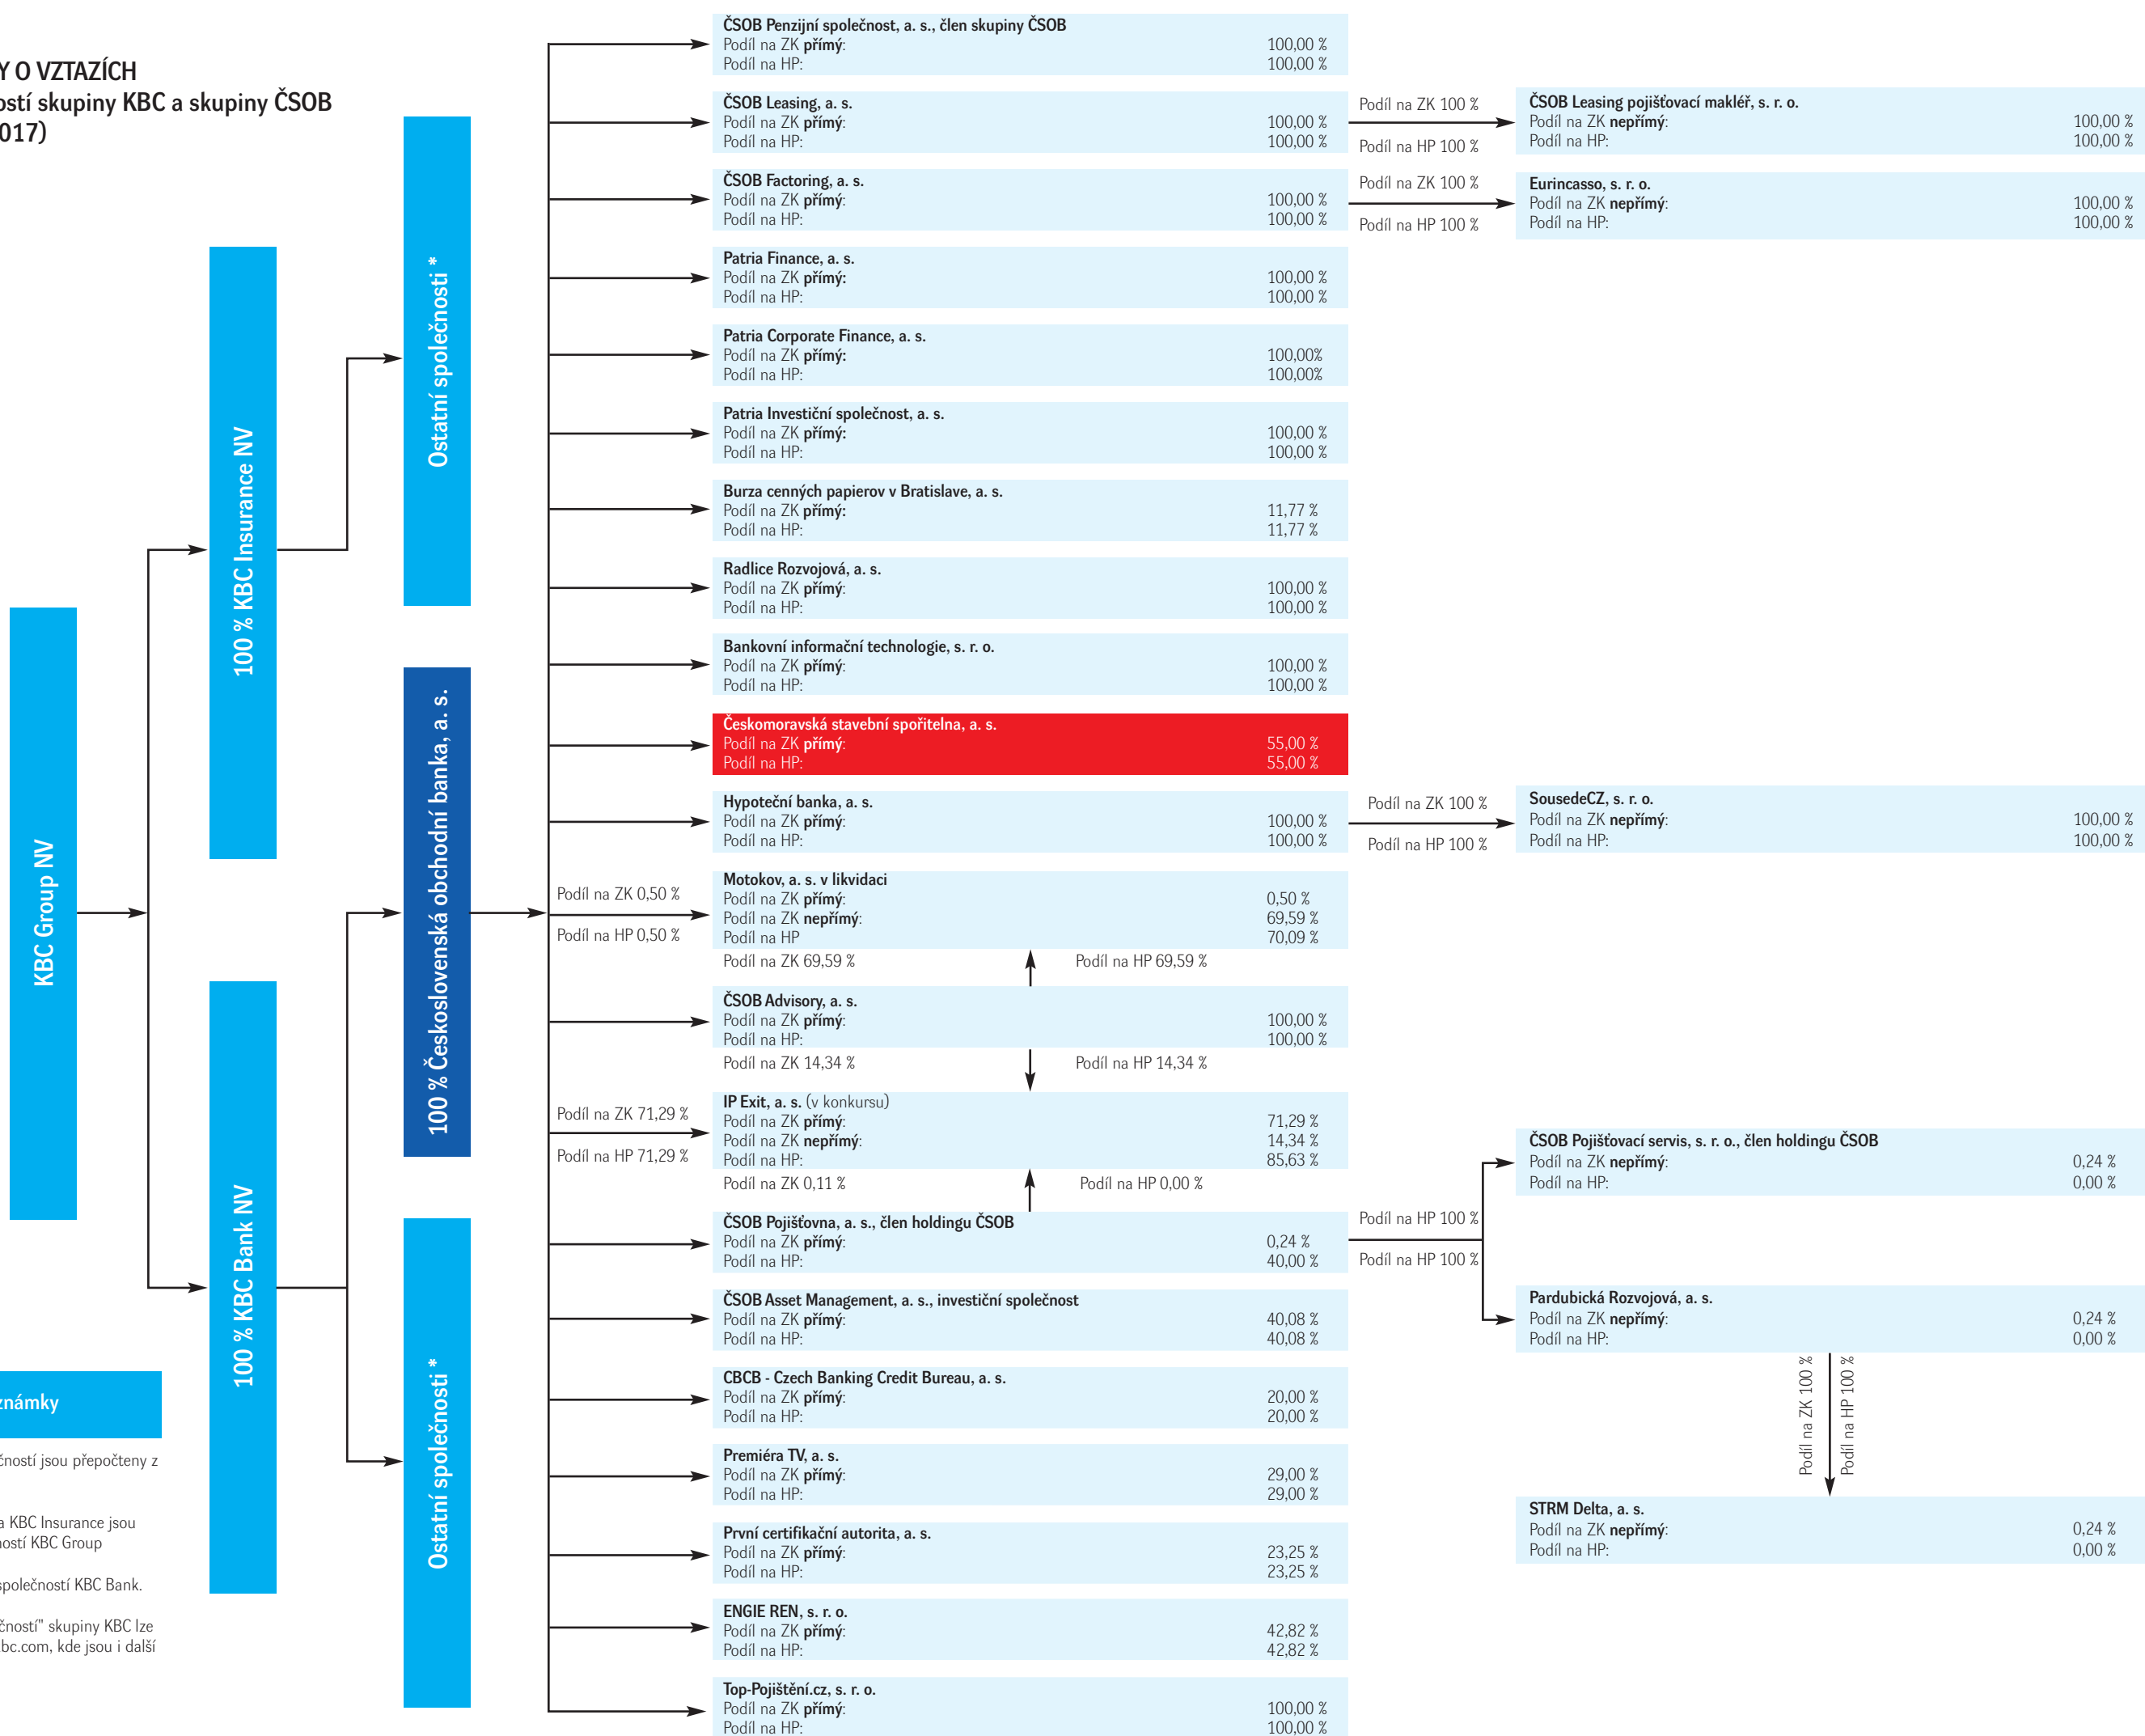 Y O VZTAZÍCH
ostí skupiny KBC a skupiny ČSOB
017)
KBC Group NV
100 % KBC Insurance NV
100 % KBC Bank NV
Ostatní společnosti *
100 % Československá obchodní banka, a. s.
Ostatní společnosti *
známky
čností jsou přepočteny z
a KBC Insurance jsou
ností KBC Group
společností KBC Bank.
čností" skupiny KBC lze
bc.com, kde jsou i další
ČSOB Penzijní společnost, a. s., člen skupiny ČSOB
Podíl na ZK přímý: 100,00 %
Podíl na HP: 100,00 %
ČSOB Leasing, a. s.
Podíl na ZK přímý: 100,00 %
Podíl na HP: 100,00 %
Podíl na ZK 100 %
Podíl na HP 100 %
ČSOB Leasing pojišťovací makléř, s. r. o.
Podíl na ZK nepřímý: 100,00 %
Podíl na HP: 100,00 %
ČSOB Factoring, a. s.
Podíl na ZK přímý: 100,00 %
Podíl na HP: 100,00 %
Podíl na ZK 100 %
Podíl na HP 100 %
Eurincasso, s. r. o.
Podíl na ZK nepřímý: 100,00 %
Podíl na HP: 100,00 %
Patria Finance, a. s.
Podíl na ZK přímý: 100,00 %
Podíl na HP: 100,00 %
Patria Corporate Finance, a. s.
Podíl na ZK přímý: 100,00%
Podíl na HP: 100,00%
Patria Investiční společnost, a. s.
Podíl na ZK přímý: 100,00 %
Podíl na HP: 100,00 %
Burza cenných papierov v Bratislave, a. s.
Podíl na ZK přímý: 11,77 %
Podíl na HP: 11,77 %
Radlice Rozvojová, a. s.
Podíl na ZK přímý: 100,00 %
Podíl na HP: 100,00 %
Bankovní informační technologie, s. r. o.
Podíl na ZK přímý: 100,00 %
Podíl na HP: 100,00 %
Českomoravská stavební spořitelna, a. s.
Podíl na ZK přímý: 55,00 %
Podíl na HP: 55,00 %
Hypoteční banka, a. s.
Podíl na ZK přímý: 100,00 %
Podíl na HP: 100,00 %
Podíl na ZK 100 %
Podíl na HP 100 %
SousedeCZ, s. r. o.
Podíl na ZK nepřímý: 100,00 %
Podíl na HP: 100,00 %
Podíl na ZK 0,50 %
Podíl na HP 0,50 %
Motokov, a. s. v likvidaci
Podíl na ZK přímý: 0,50 %
Podíl na ZK nepřímý: 69,59 %
Podíl na HP 70,09 %
Podíl na ZK 69,59 % Podíl na HP 69,59 %
ČSOB Advisory, a. s.
Podíl na ZK přímý: 100,00 %
Podíl na HP: 100,00 %
Podíl na ZK 14,34 % Podíl na HP 14,34 %
Podíl na ZK 71,29 %
Podíl na HP 71,29 %
IP Exit, a. s. (v konkursu)
Podíl na ZK přímý: 71,29 %
Podíl na ZK nepřímý: 14,34 %
Podíl na HP: 85,63 %
Podíl na ZK 0,11 % Podíl na HP 0,00 %
ČSOB Pojišťovna, a. s., člen holdingu ČSOB
Podíl na ZK přímý: 0,24 %
Podíl na HP: 40,00 %
Podíl na HP 100 %
Podíl na HP 100 %
ČSOB Pojišťovací servis, s. r. o., člen holdingu ČSOB
Podíl na ZK nepřímý: 0,24 %
Podíl na HP: 0,00 %
Pardubická Rozvojová, a. s.
Podíl na ZK nepřímý: 0,24 %
Podíl na HP: 0,00 %
Podíl na ZK 100 %
Podíl na HP 100 %
STRM Delta, a. s.
Podíl na ZK nepřímý: 0,24 %
Podíl na HP: 0,00 %
ČSOB Asset Management, a. s., investiční společnost
Podíl na ZK přímý: 40,08 %
Podíl na HP: 40,08 %
CBCB - Czech Banking Credit Bureau, a. s.
Podíl na ZK přímý: 20,00 %
Podíl na HP: 20,00 %
Premiéra TV, a. s.
Podíl na ZK přímý: 29,00 %
Podíl na HP: 29,00 %
První certifikační autorita, a. s.
Podíl na ZK přímý: 23,25 %
Podíl na HP: 23,25 %
ENGIE REN, s. r. o.
Podíl na ZK přímý: 42,82 %
Podíl na HP: 42,82 %
Top-Pojištění.cz, s. r. o.
Podíl na ZK přímý: 100,00 %
Podíl na HP: 100,00 %